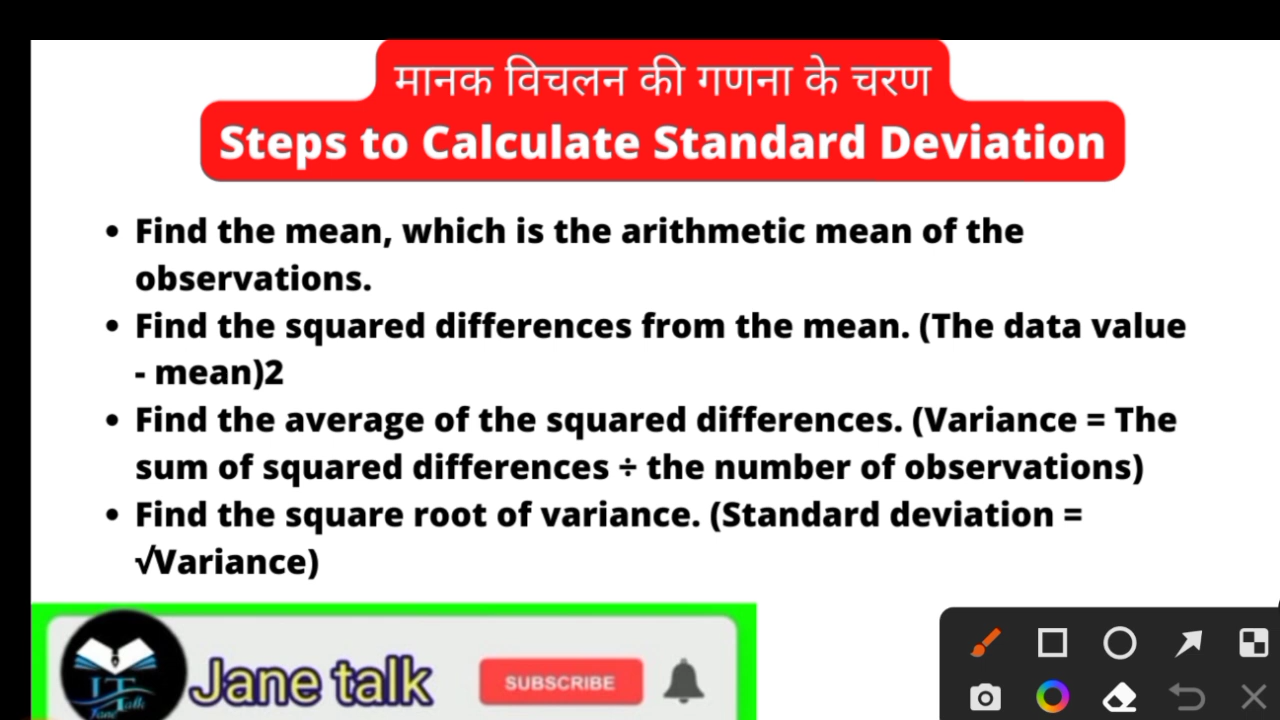 मानक विचलन की गणना के चरण
Steps to Calculate Standard Deviation
• Find the mean, which is the arithmetic mean of the
observations.
• Find the squared differences from the mean. (The data value
- mean)2
• Find the average of the squared differences. (Variance = The
sum of squared differences ÷ the number of observations)
• Find the square root of variance. (Standard deviation =
√Variance)
Jane talk
SUBSCRIBE